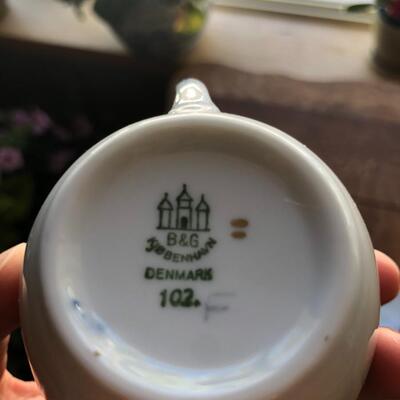 B&G
KJØBENHAVN
DENMARK
102. F